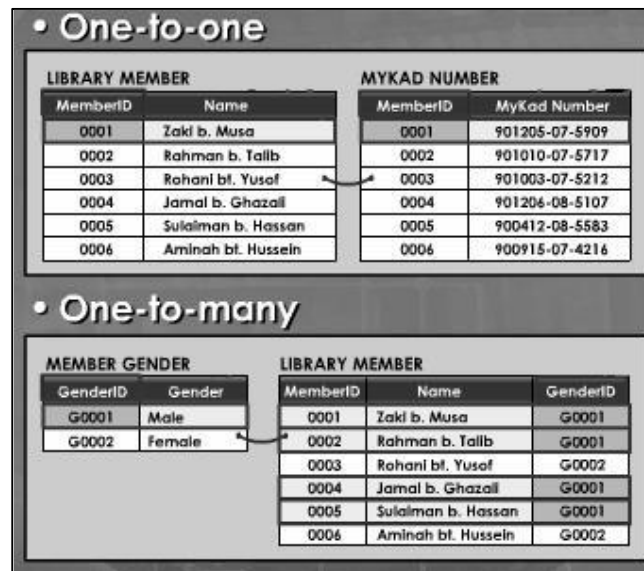 • One-to-one
LIBRARY MEMBER MYKAD NUMBER
MemberID Name MemberID MyKad Number
0001 Zaki b. Musa 0001 901205-07-5909
0002 Rahman b. Talib 0002 901010-07-5717
0003 Rohani bt. Yusof 0003 901003-07-5212
0004 Jamal b. Ghazali 0004 901206-08-5107
0005 Sulaiman b. Hassan 0005 900412-08-5583
0006 Aminah bt. Hussein 0006 900915-07-4216
• One-to-many
MEMBER GENDER LIBRARY MEMBER
GenderID Gender MemberID Name GenderID
G0001 Male 0001 Zaki b. Musa G0001
G0002 Female 0002 Rahman b. Talib G0001
0003 Rohani bt. Yusof G0002
0004 Jamal b. Ghazali G0001
0005 Sulaiman b. Hassan G0001
0006 Aminah bt. Hussein G0002